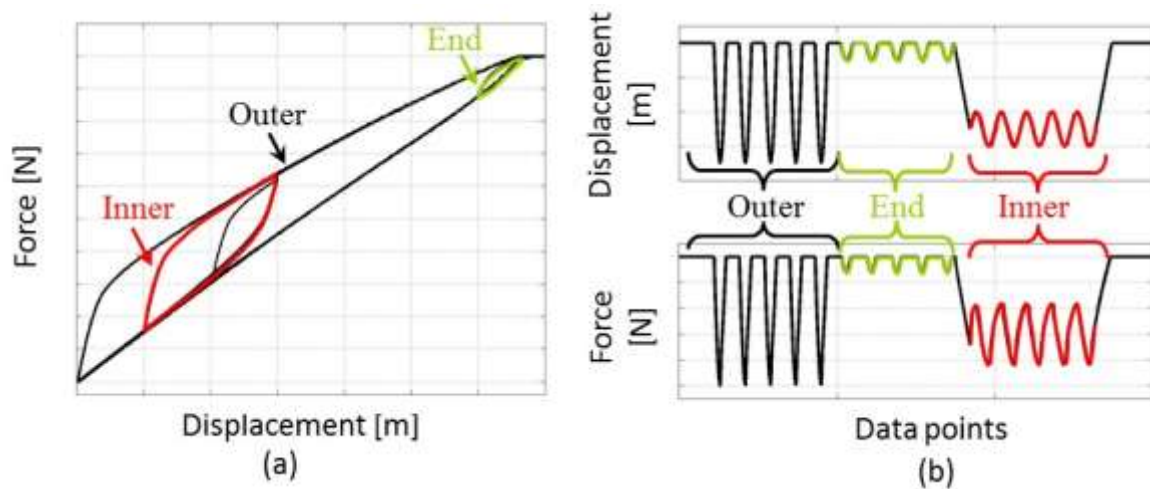 End
Outer
Inner
Force [N]
Displacement [m]
(a)
Displacement
[m]
Outer
End
Inner
Force
[N]
Data points
(b)